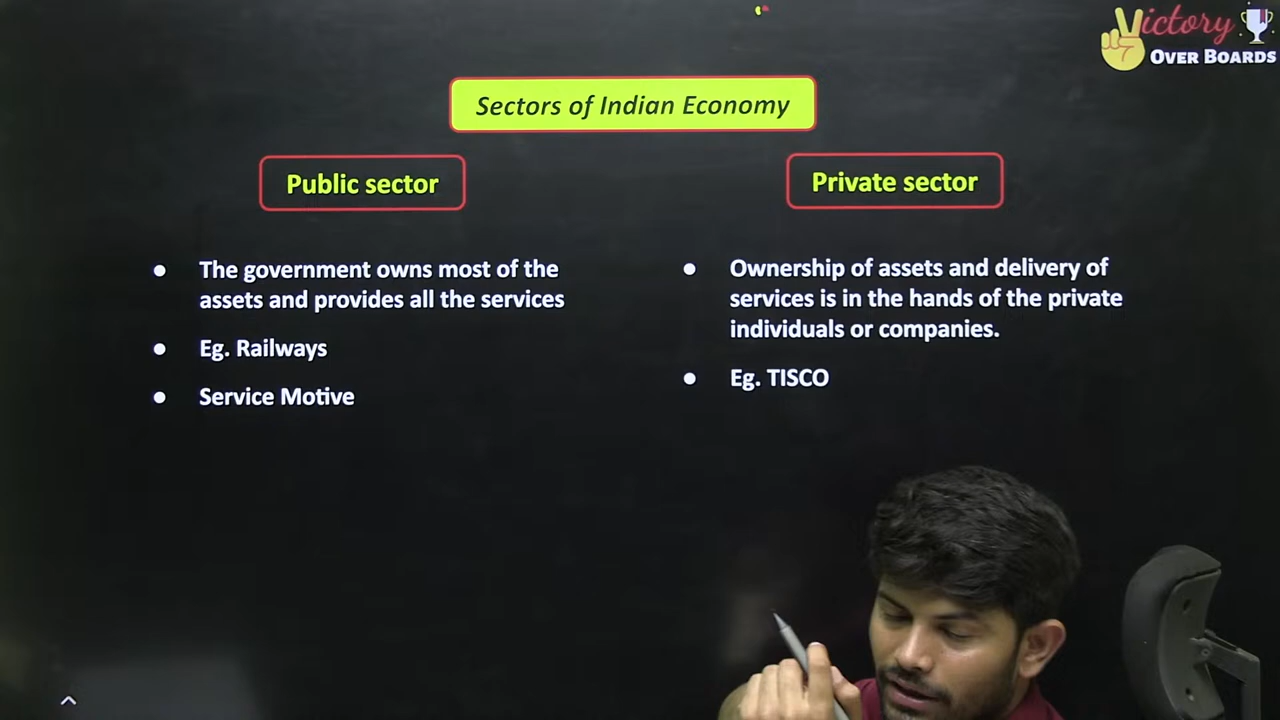 Victory
OVER BOARDS
Sectors of Indian Economy
Public sector
Private sector
● The government owns most of the
assets and provides all the services
● Eg. Railways
● Service Motive
● Ownership of assets and delivery of
services is in the hands of the private
individuals or companies.
● Eg. TISCO